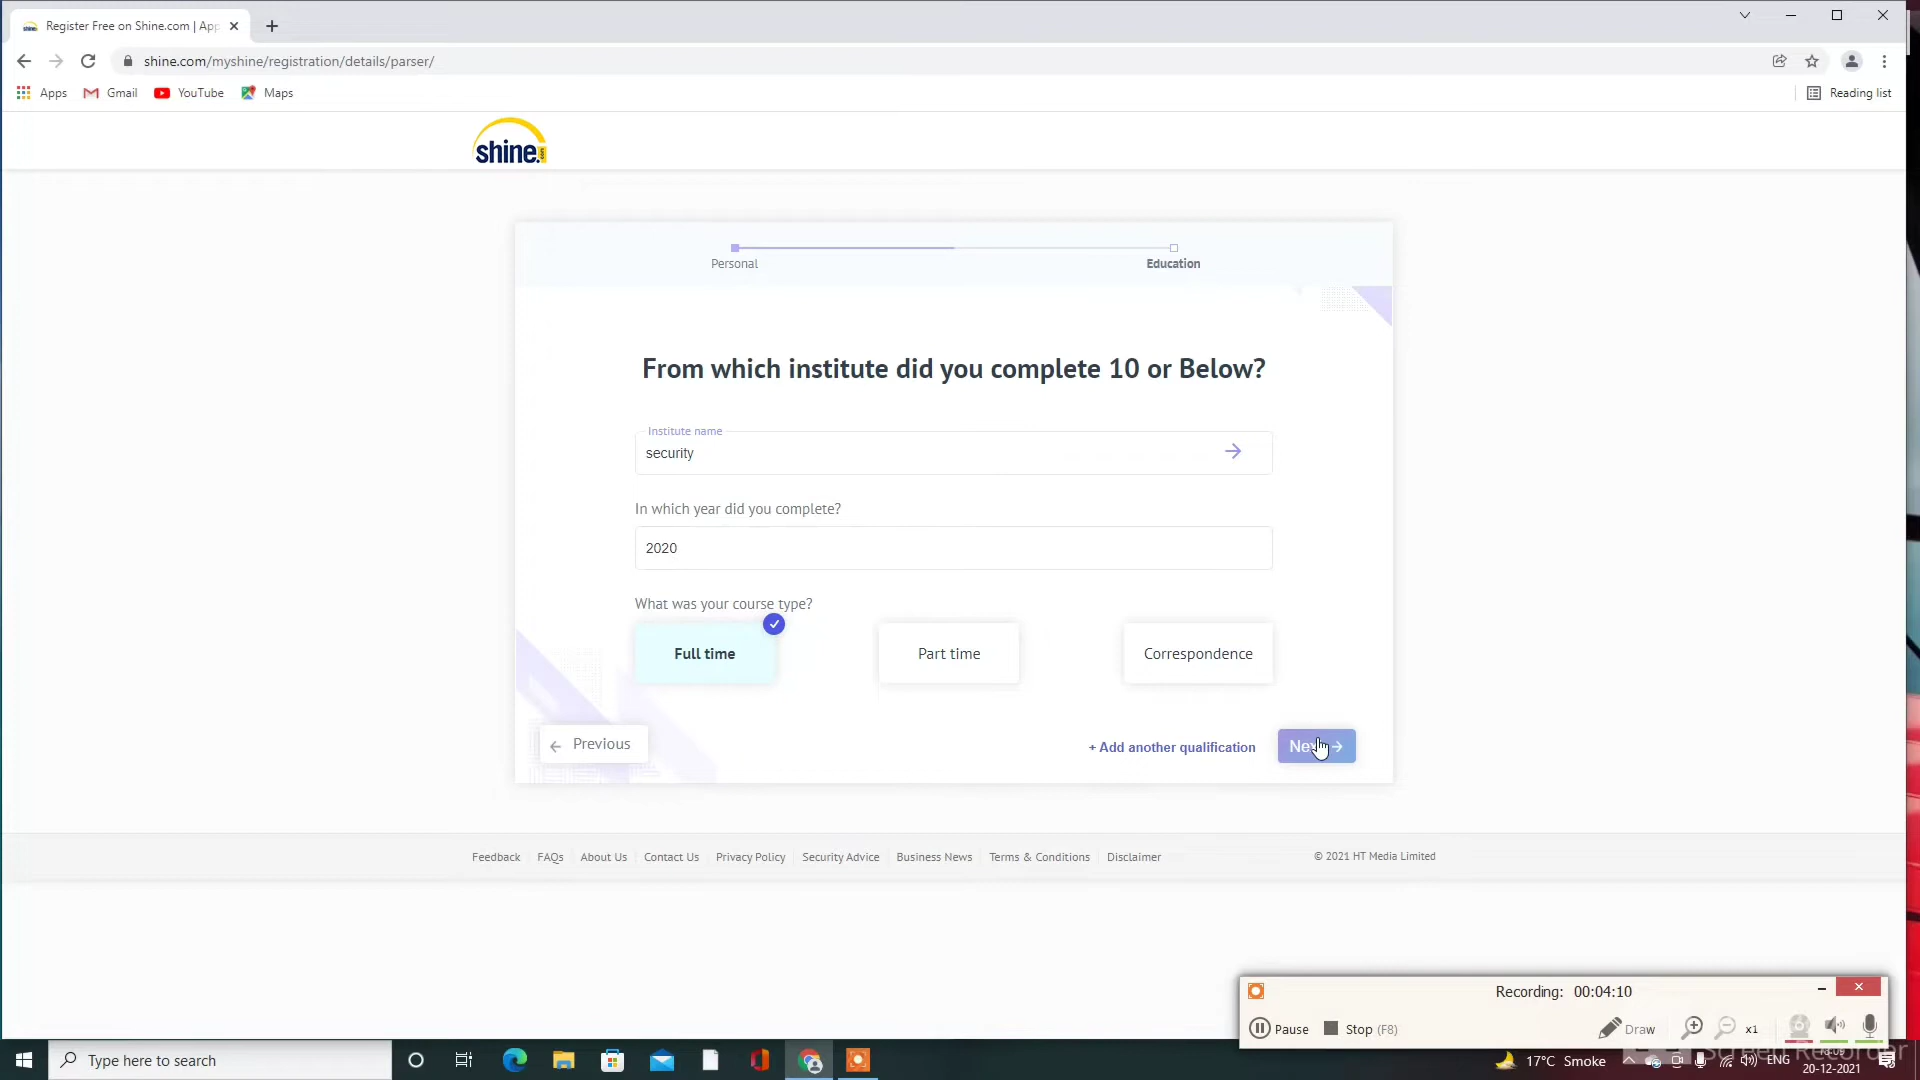 Register Free on Shine.com | App
shine.com/myshine/registration/details/parser/
Apps
Gmail
YouTube
Maps
Reading list
shine.
Personal
Education
From which institute did you complete 10 or Below?
Institute name
security
In which year did you complete?
2020
What was your course type?
Full time
Part time
Correspondence
Previous
+ Add another qualification
Next
Feedback
FAQs
About Us
Contact Us
Privacy Policy
Security Advice
Business News
Terms & Conditions
Disclaimer
© 2021 HT Media Limited
Recording: 00:04:10
Pause
Stop (F8)
Draw
x1
Screen Recorder
Type here to search
17°C Smoke
ENG
20-12-2021